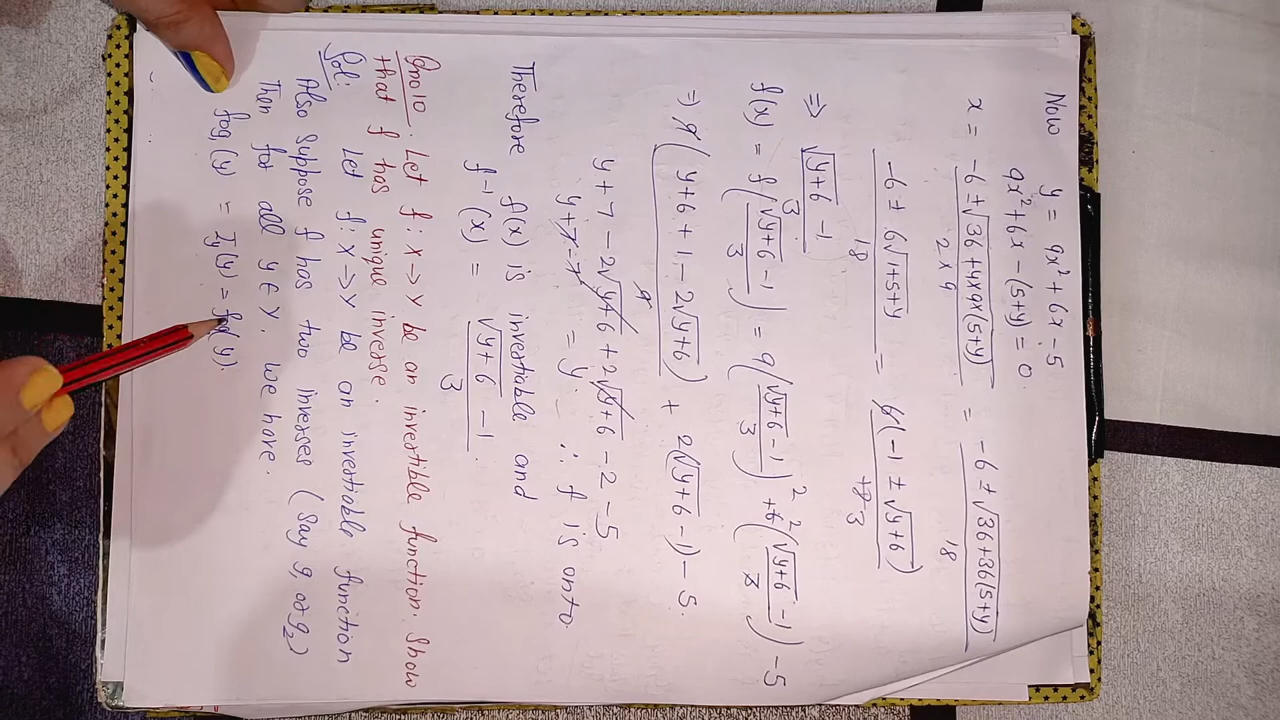 Now y = 9x² + 6x - 5
9x² + 6x - (5+y) = 0.
x = -6 ± √36 + 4×9×(5+y) / 2×9 = -6 ± √36+36(5+y) / 18
-6 ± 6√1+5+y / 18 = 6(-1 ± √y+6) / 18 3
⇒ √y+6 - 1 / 3
f(x) = f(√y+6 - 1 / 3) = 9(√y+6 - 1 / 3)² + 6(√y+6 - 1 / 3) - 5
⇒ 9(y+6+1 - 2√y+6 / 9) + 2(√y+6 - 1) - 5.
y + 7 - 2√y+6 + 2√y+6 - 2 - 5
y + 7 - 7 = y. ∴ f is onto
Therefore f(x) is invertiable and
f⁻¹(x) = √y+6 - 1 / 3.
Qno10. Let f: X → Y be an invertible function. Show
that f has unique inverse.
Sol: Let f: X → Y be an invertiable function
Also suppose f has two inverses (say g₁ or g₂)
Then for all y ∈ Y, we have.
fog₁(y) = Iy(y) = fog(y).